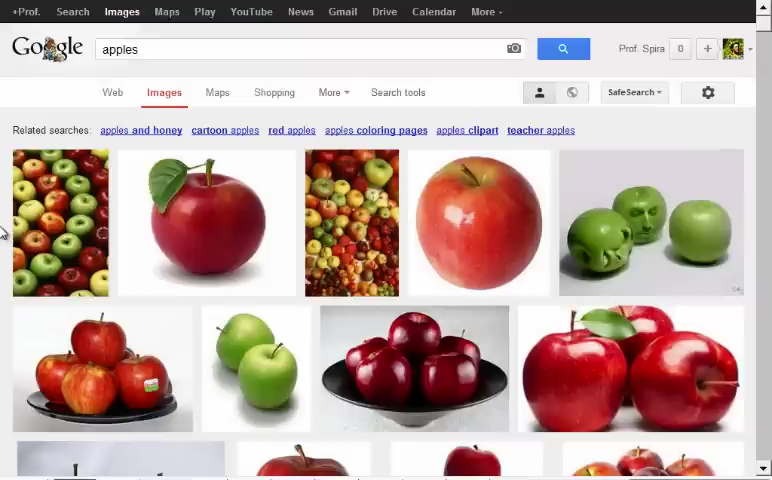 +Prof. Search Images Maps Play YouTube News Gmail Drive Calendar More
Google apples Prof. Spira 0 +
Web Images Maps Shopping More Search tools SafeSearch
Related searches: apples and honey cartoon apples red apples apples coloring pages apples clipart teacher apples